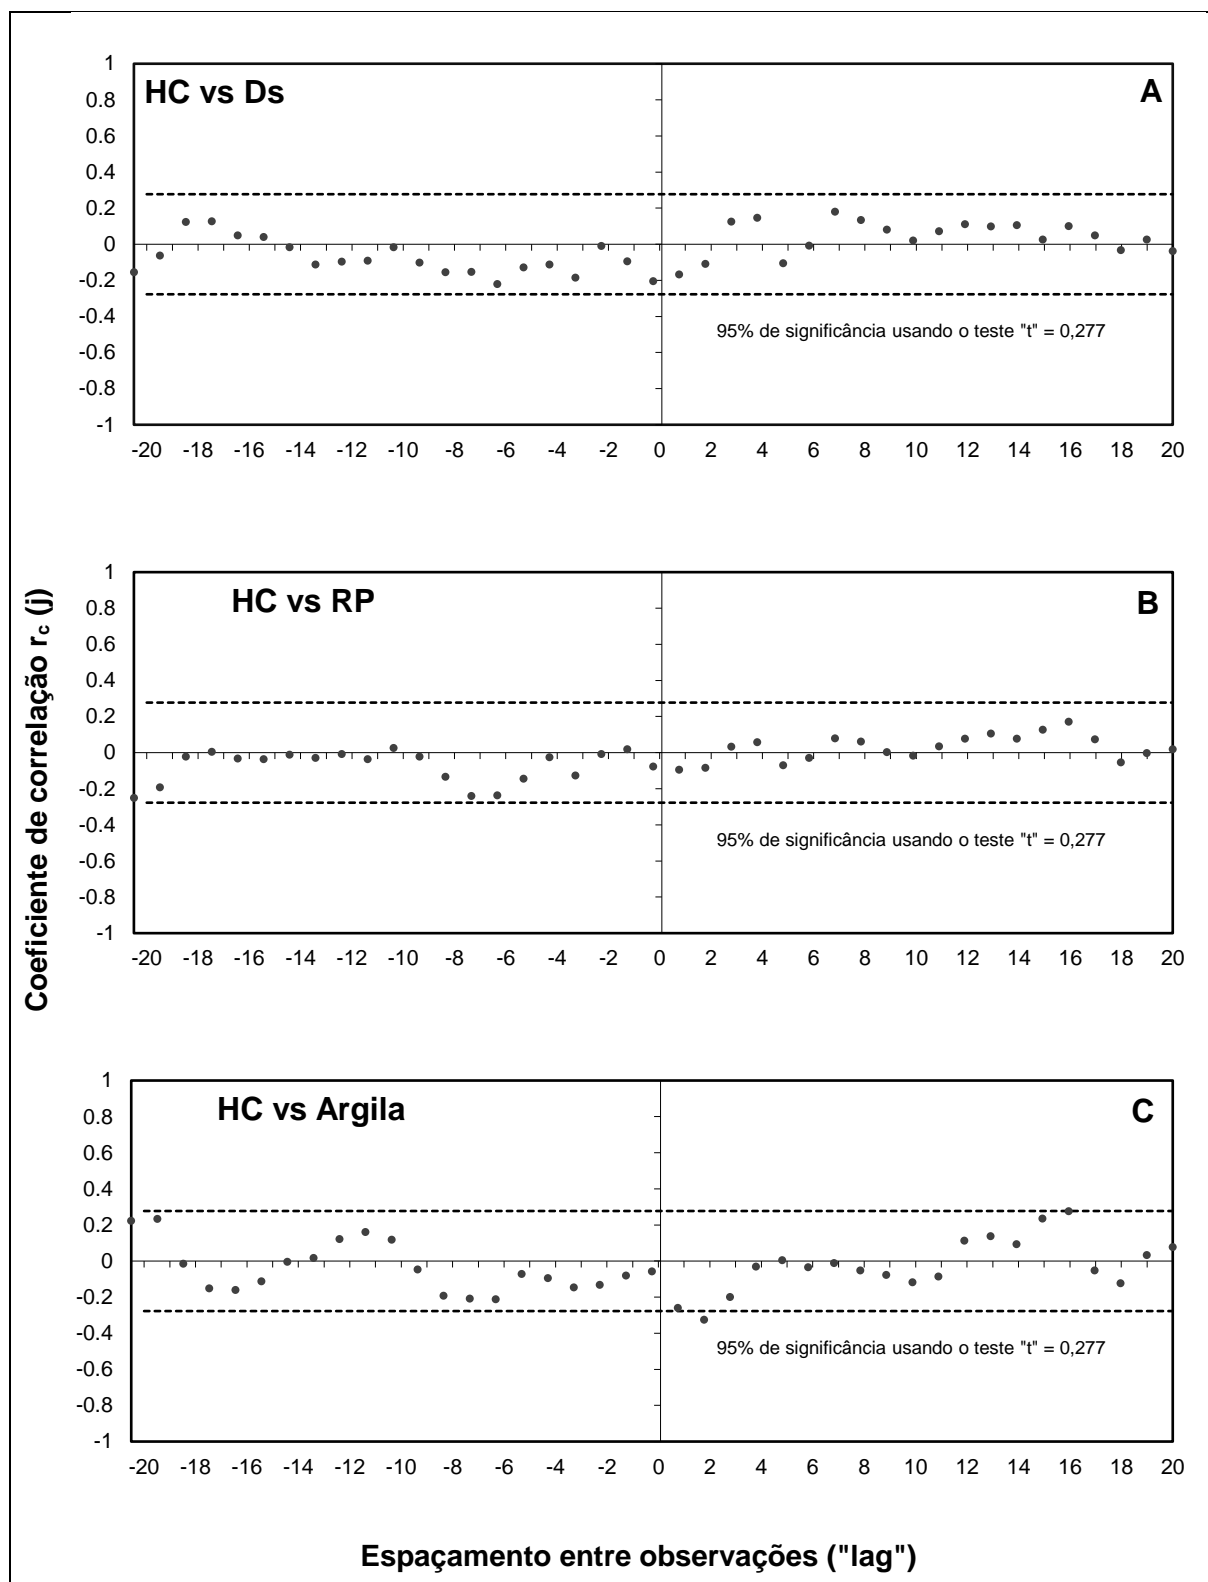 Coeficiente de correlação rc (j)
HC vs Ds
A
1
0.8
0.6
0.4
0.2
0
-0.2
-0.4
-0.6
-0.8
-1
95% de significância usando o teste "t" = 0,277
-20 -18 -16 -14 -12 -10 -8 -6 -4 -2 0 2 4 6 8 10 12 14 16 18 20
HC vs RP
B
1
0.8
0.6
0.4
0.2
0
-0.2
-0.4
-0.6
-0.8
-1
95% de significância usando o teste "t" = 0,277
-20 -18 -16 -14 -12 -10 -8 -6 -4 -2 0 2 4 6 8 10 12 14 16 18 20
HC vs Argila
C
1
0.8
0.6
0.4
0.2
0
-0.2
-0.4
-0.6
-0.8
-1
95% de significância usando o teste "t" = 0,277
-20 -18 -16 -14 -12 -10 -8 -6 -4 -2 0 2 4 6 8 10 12 14 16 18 20
Espaçamento entre observações ("lag")